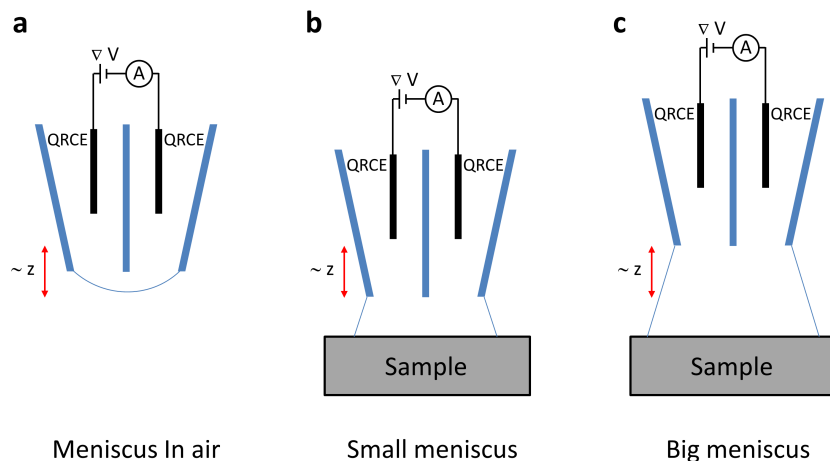 a
∇ V
A
QRCE
QRCE
~ z
Meniscus In air
b
∇ V
A
QRCE
QRCE
~ z
Sample
Small meniscus
c
∇ V
A
QRCE
QRCE
~ z
Sample
Big meniscus